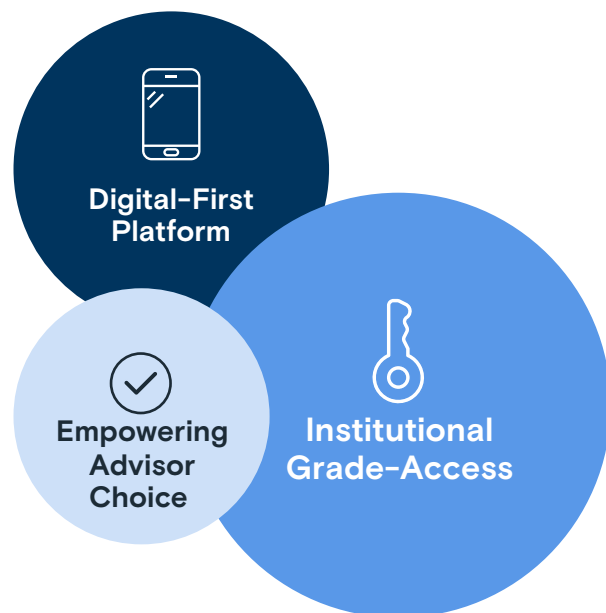 Digital-First
Platform
Empowering
Advisor
Choice
Institutional
Grade-Access